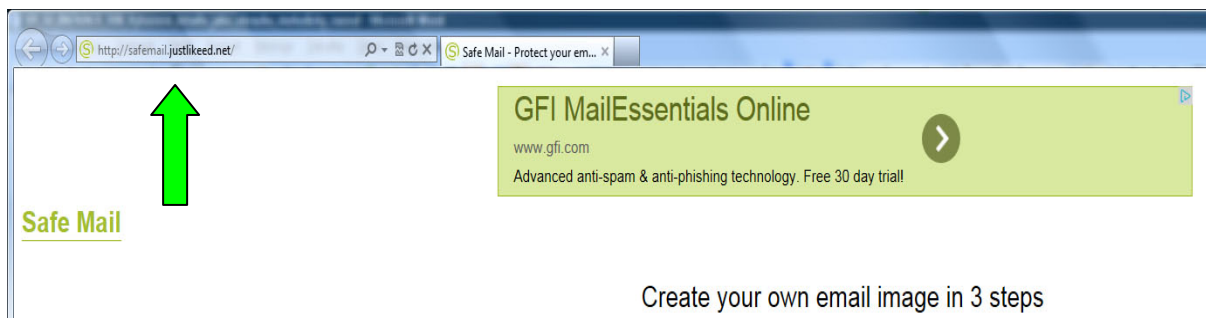 http://safemail.justlikeed.net/
Safe Mail - Protect your em...
GFI MailEssentials Online
www.gfi.com
Advanced anti-spam & anti-phishing technology. Free 30 day trial!
Safe Mail
Create your own email image in 3 steps